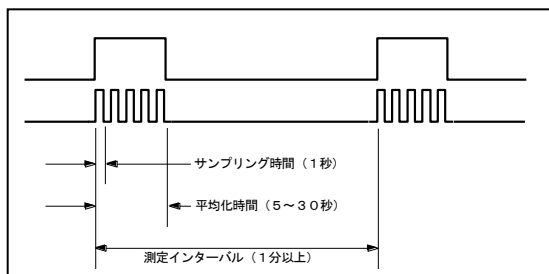 サンプリング時間（１秒）
平均化時間（５～３０秒）
測定インターバル（１分以上）